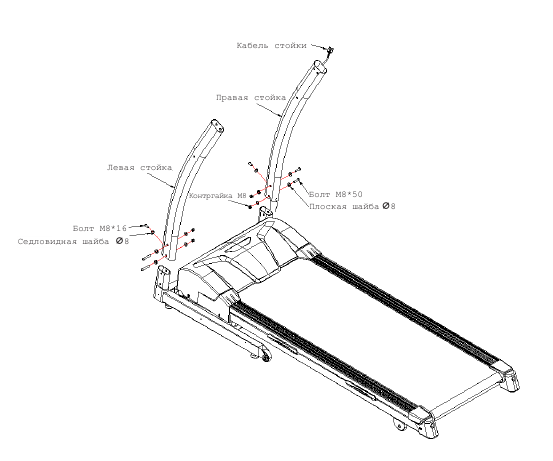 Кабель стойки
Правая стойка
Левая стойка
Контргайка М8
Болт М8*50
Плоская шайба Ø8
Болт М8*16
Седловидная шайба Ø8